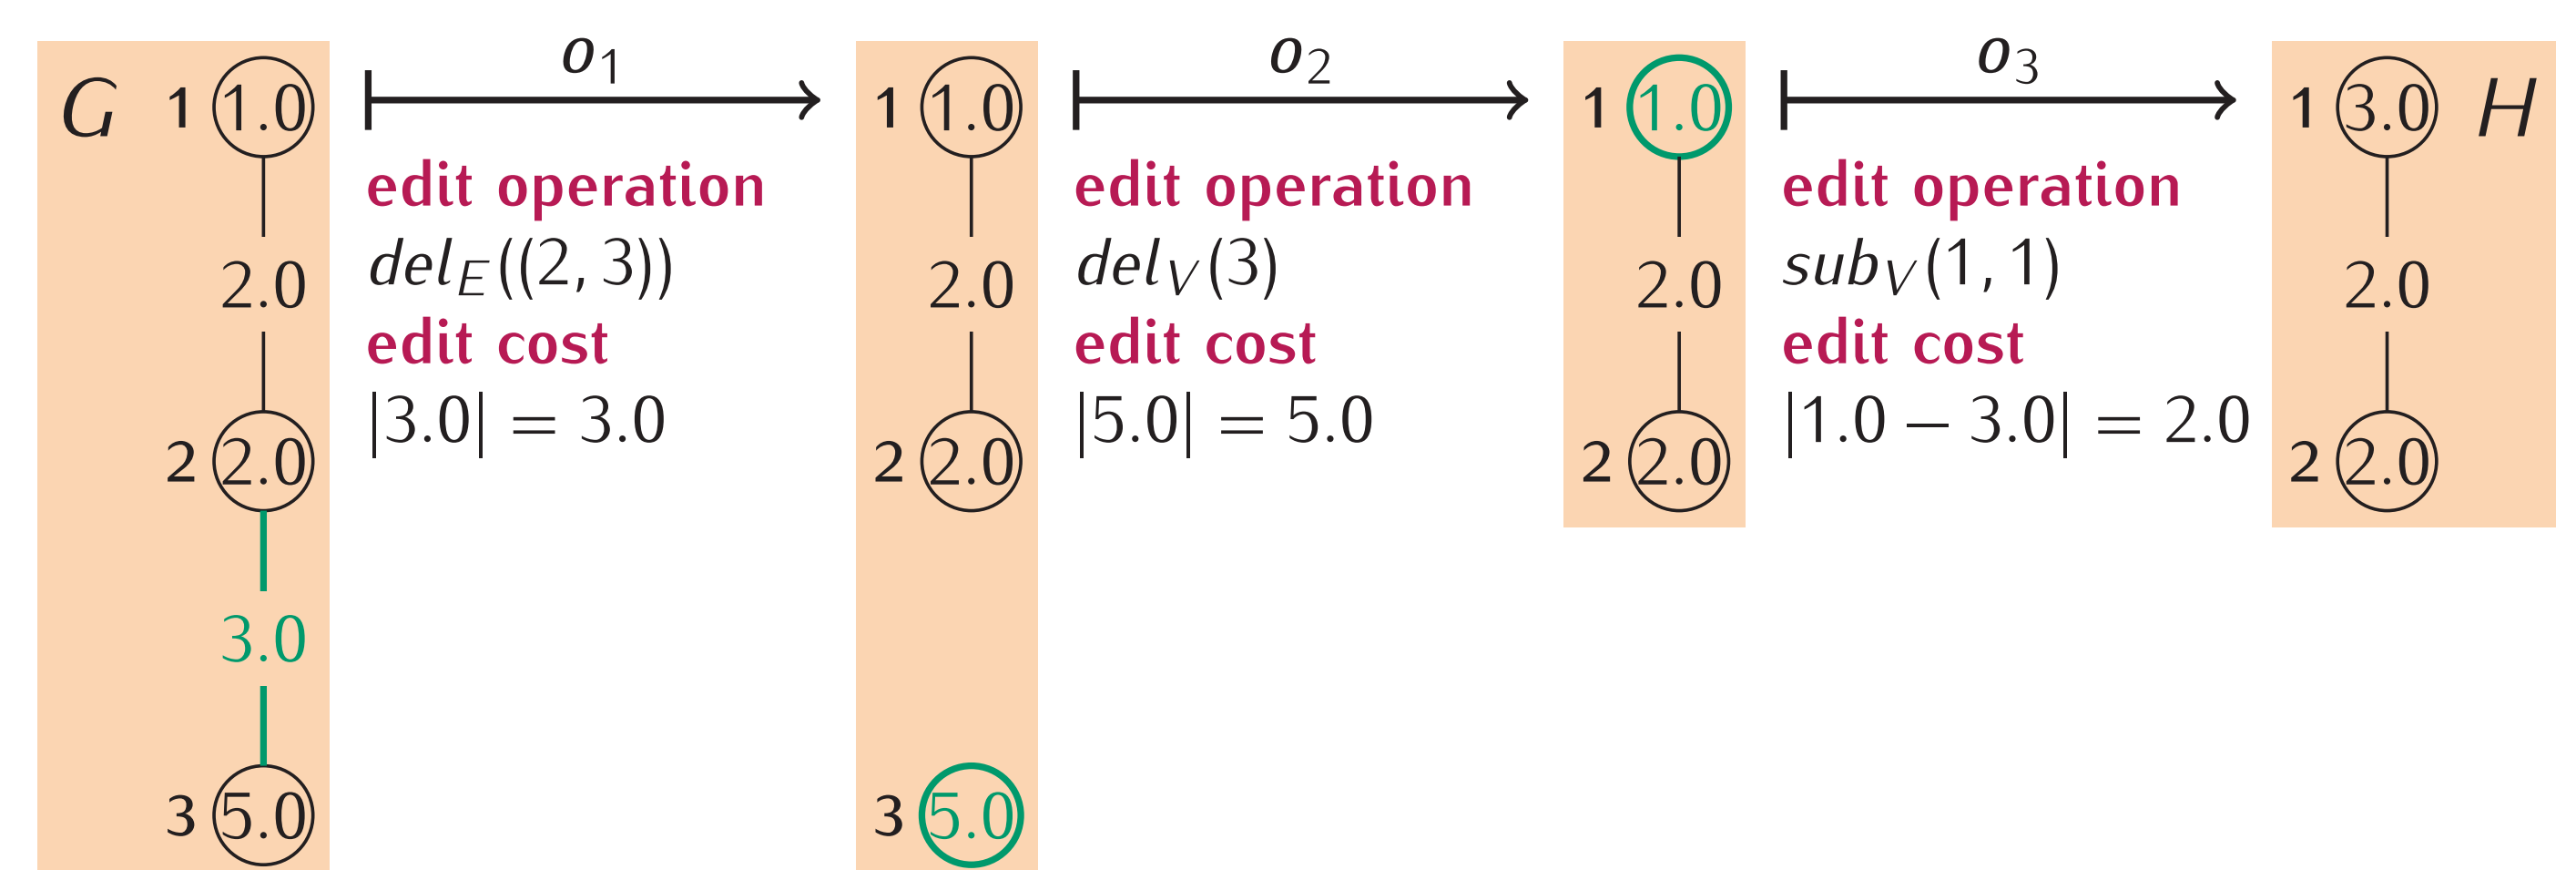 G
1 1.0
2.0
2 2.0
3.0
3 5.0
o₁
edit operation
del_E((2, 3))
edit cost
|3.0| = 3.0
1 1.0
2.0
2 2.0
3 5.0
o₂
edit operation
del_V(3)
edit cost
|5.0| = 5.0
1 1.0
2.0
2 2.0
o₃
edit operation
sub_V(1, 1)
edit cost
|1.0 − 3.0| = 2.0
1 3.0 H
2.0
2 2.0